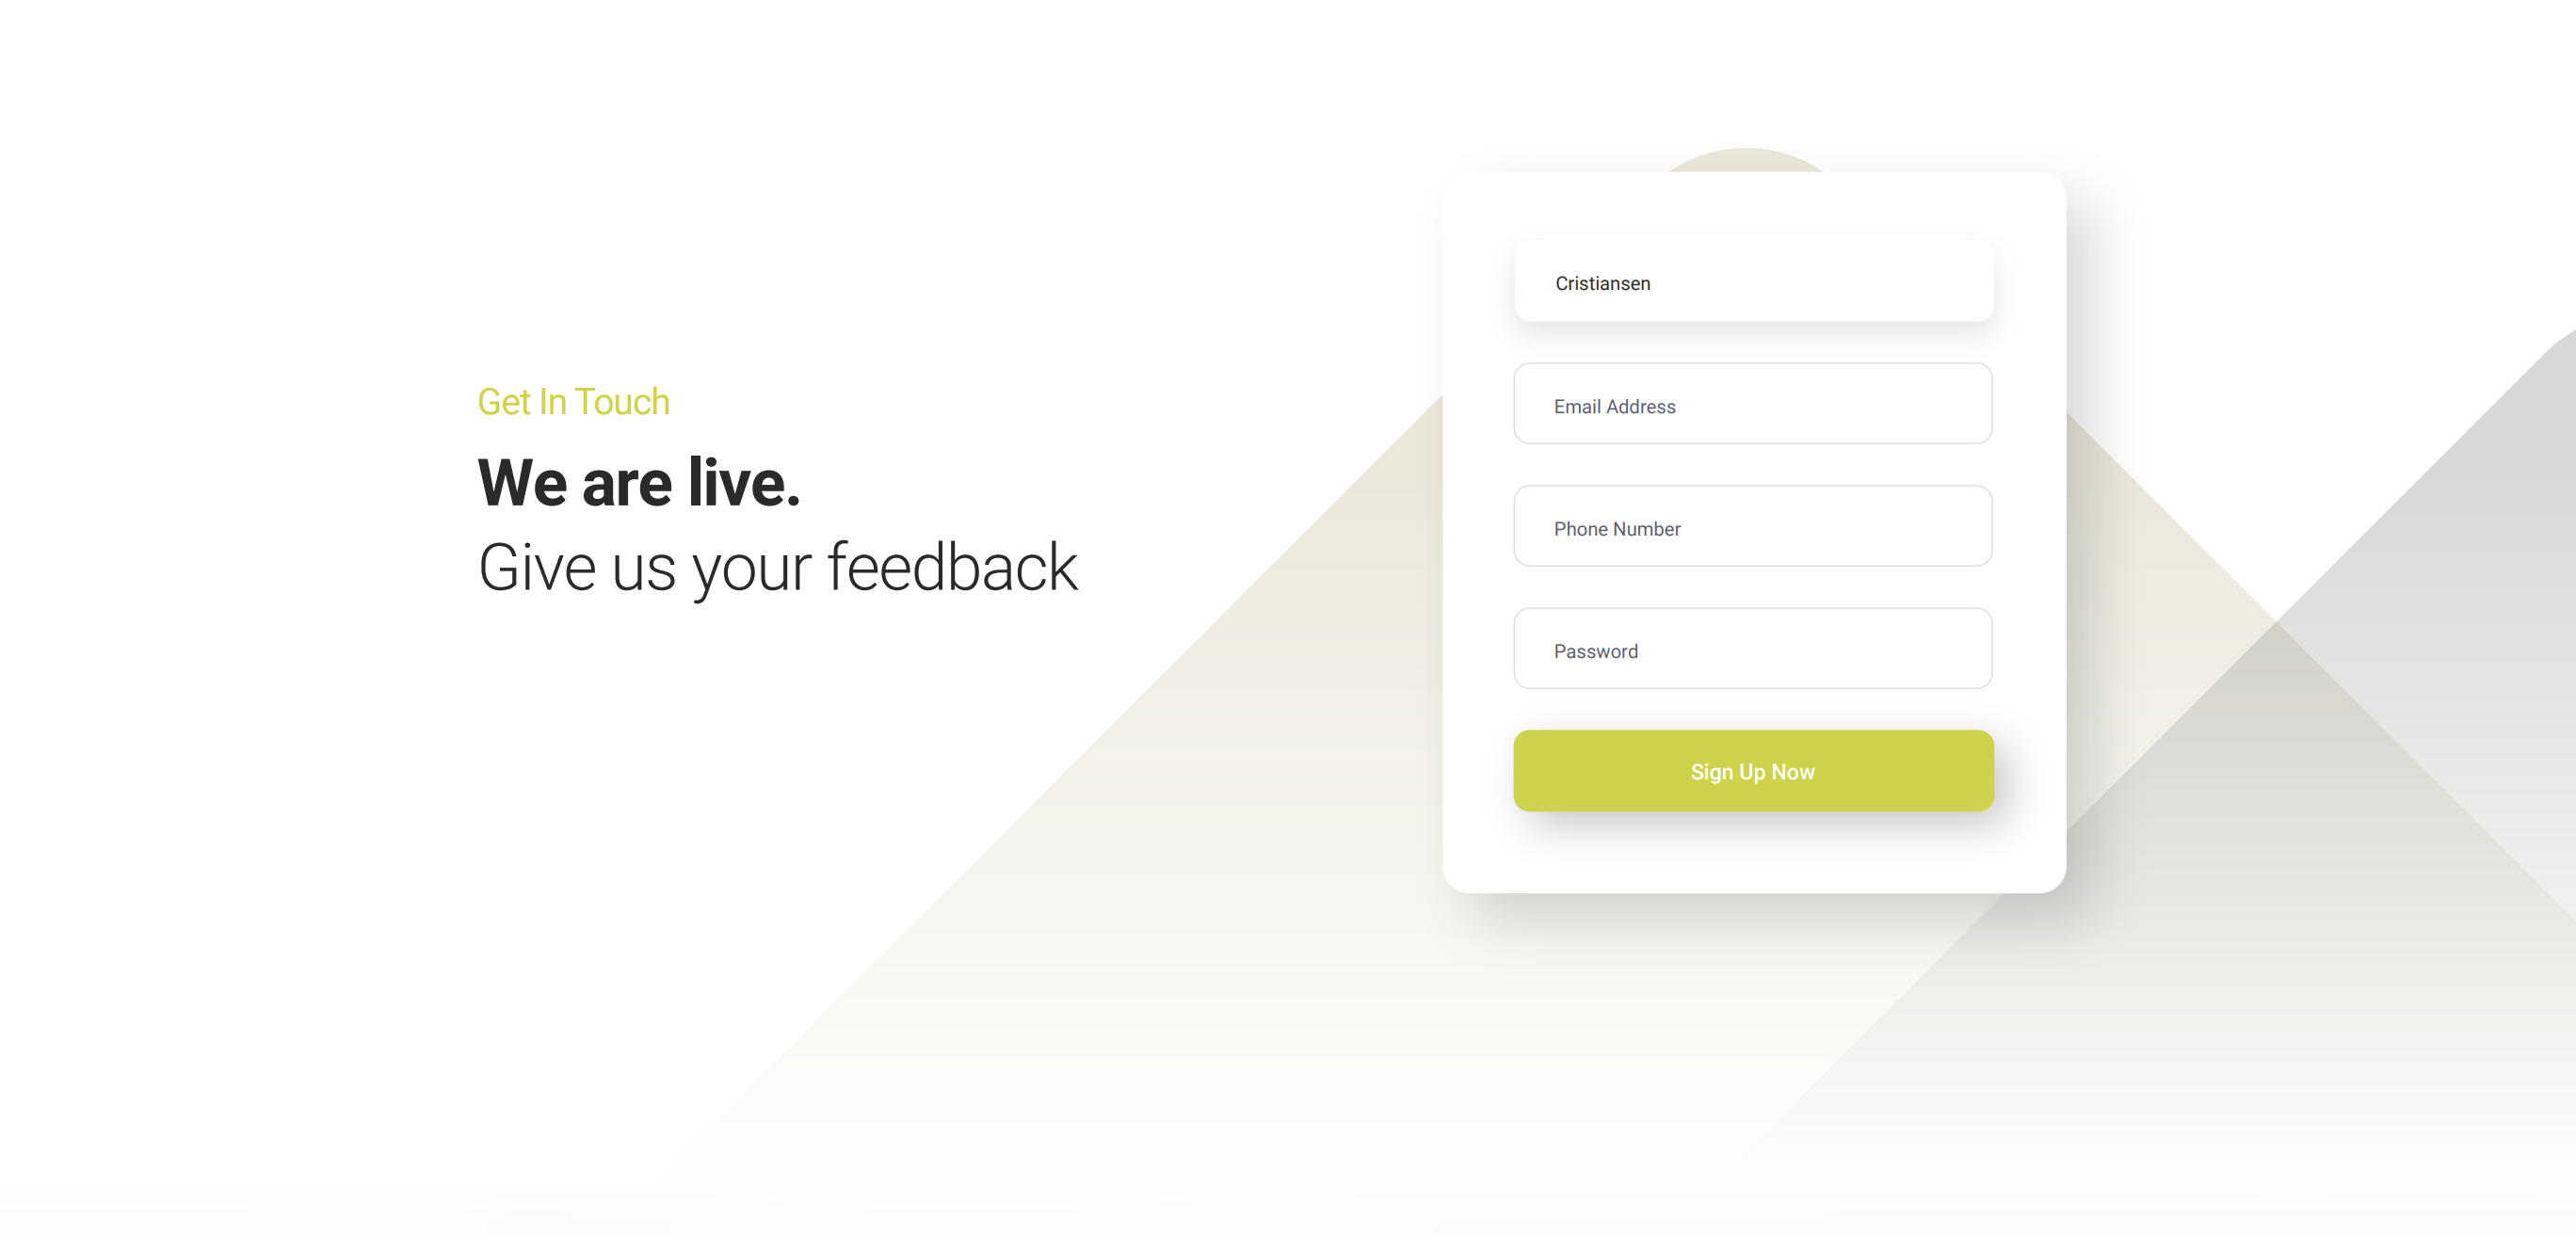 Get In Touch
We are live.
Give us your feedback
Cristiansen
Email Address
Phone Number
Password
Sign Up Now